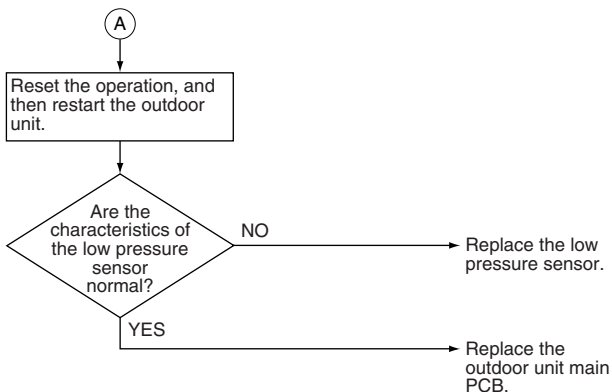 A
Reset the operation, and
then restart the outdoor
unit.
Are the
characteristics of
the low pressure
sensor
normal?
NO
Replace the low
pressure sensor.
YES
Replace the
outdoor unit main
PCB.